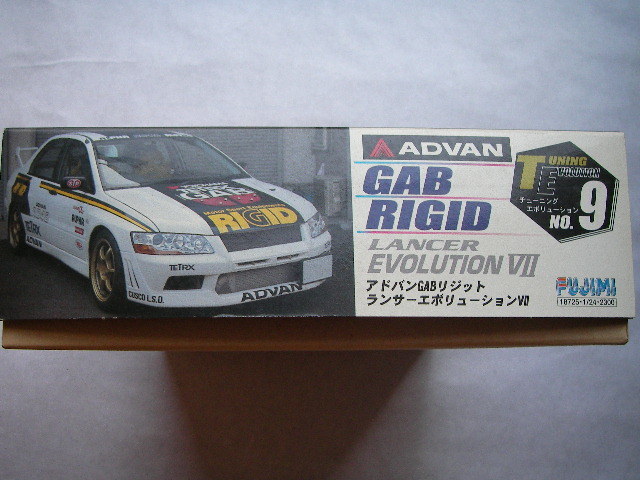 ADVAN
GAB
RIGID
LANCER
EVOLUTION VII
アドバンGABリジット
ランサーエボリューションVII
TUNING
EVOLUTION
チューニング
エボリューション
NO. 9
FUJIMI
18725-1/24-2300
RIGID
TEIRX
TEIRX
CUSCO L.S.D.
ADVAN
ADVAN